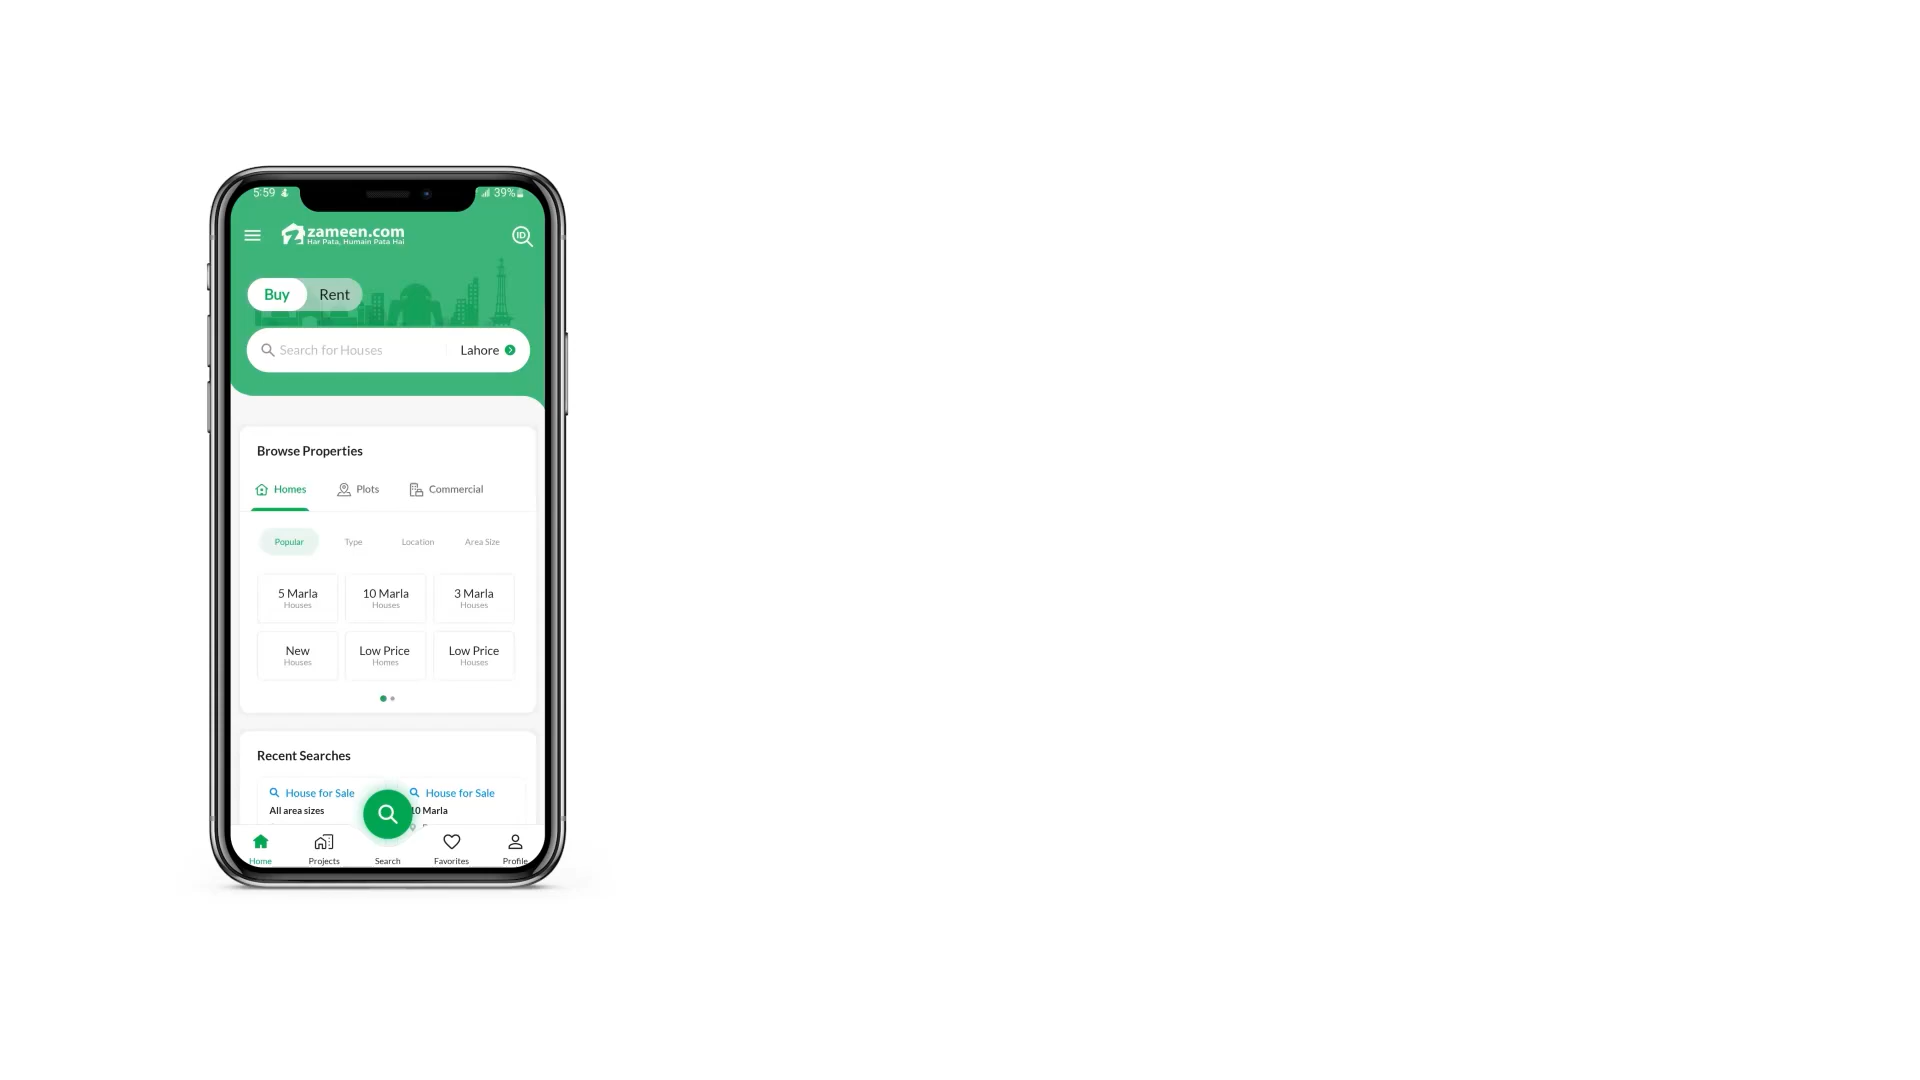 5:59
39%
zameen.com
Har Pata, Humain Pata Hai
ID
Buy Rent
Search for Houses Lahore
Browse Properties
Homes Plots Commercial
Popular Type Location Area Size
5 Marla 10 Marla 3 Marla
Houses Houses Houses
New Low Price Low Price
Houses Homes Houses
Recent Searches
House for Sale House for Sale
All area sizes 10 Marla
Home Projects Search Favorites Profile